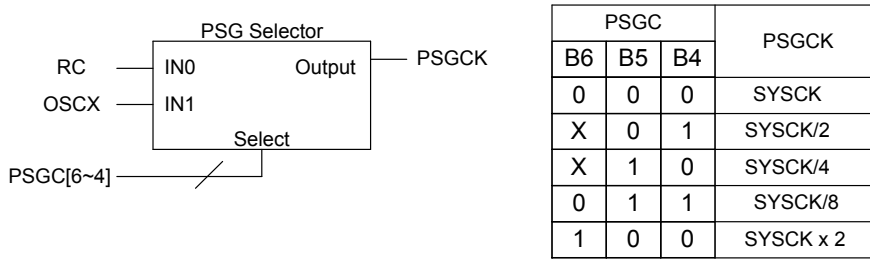 PSG Selector
RC IN0 Output PSGCK
OSCX IN1
Select
PSGC[6~4]
PSGC PSGCK
B6 B5 B4
0 0 0 SYSCK
X 0 1 SYSCK/2
X 1 0 SYSCK/4
0 1 1 SYSCK/8
1 0 0 SYSCK x 2